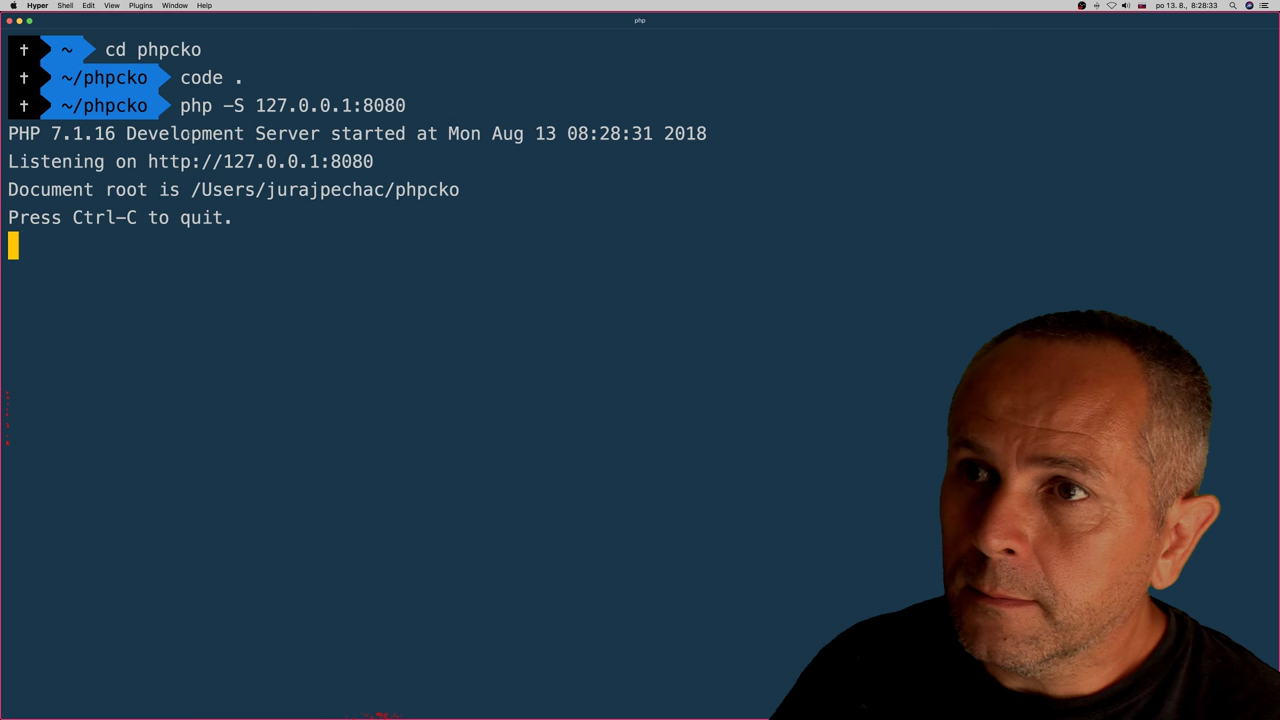 Hyper Shell Edit View Plugins Window Help po 13. 8., 8:28:33
php
† ~ cd phpcko
† ~/phpcko code .
† ~/phpcko php -S 127.0.0.1:8080
PHP 7.1.16 Development Server started at Mon Aug 13 08:28:31 2018
Listening on http://127.0.0.1:8080
Document root is /Users/jurajpechac/phpcko
Press Ctrl-C to quit.